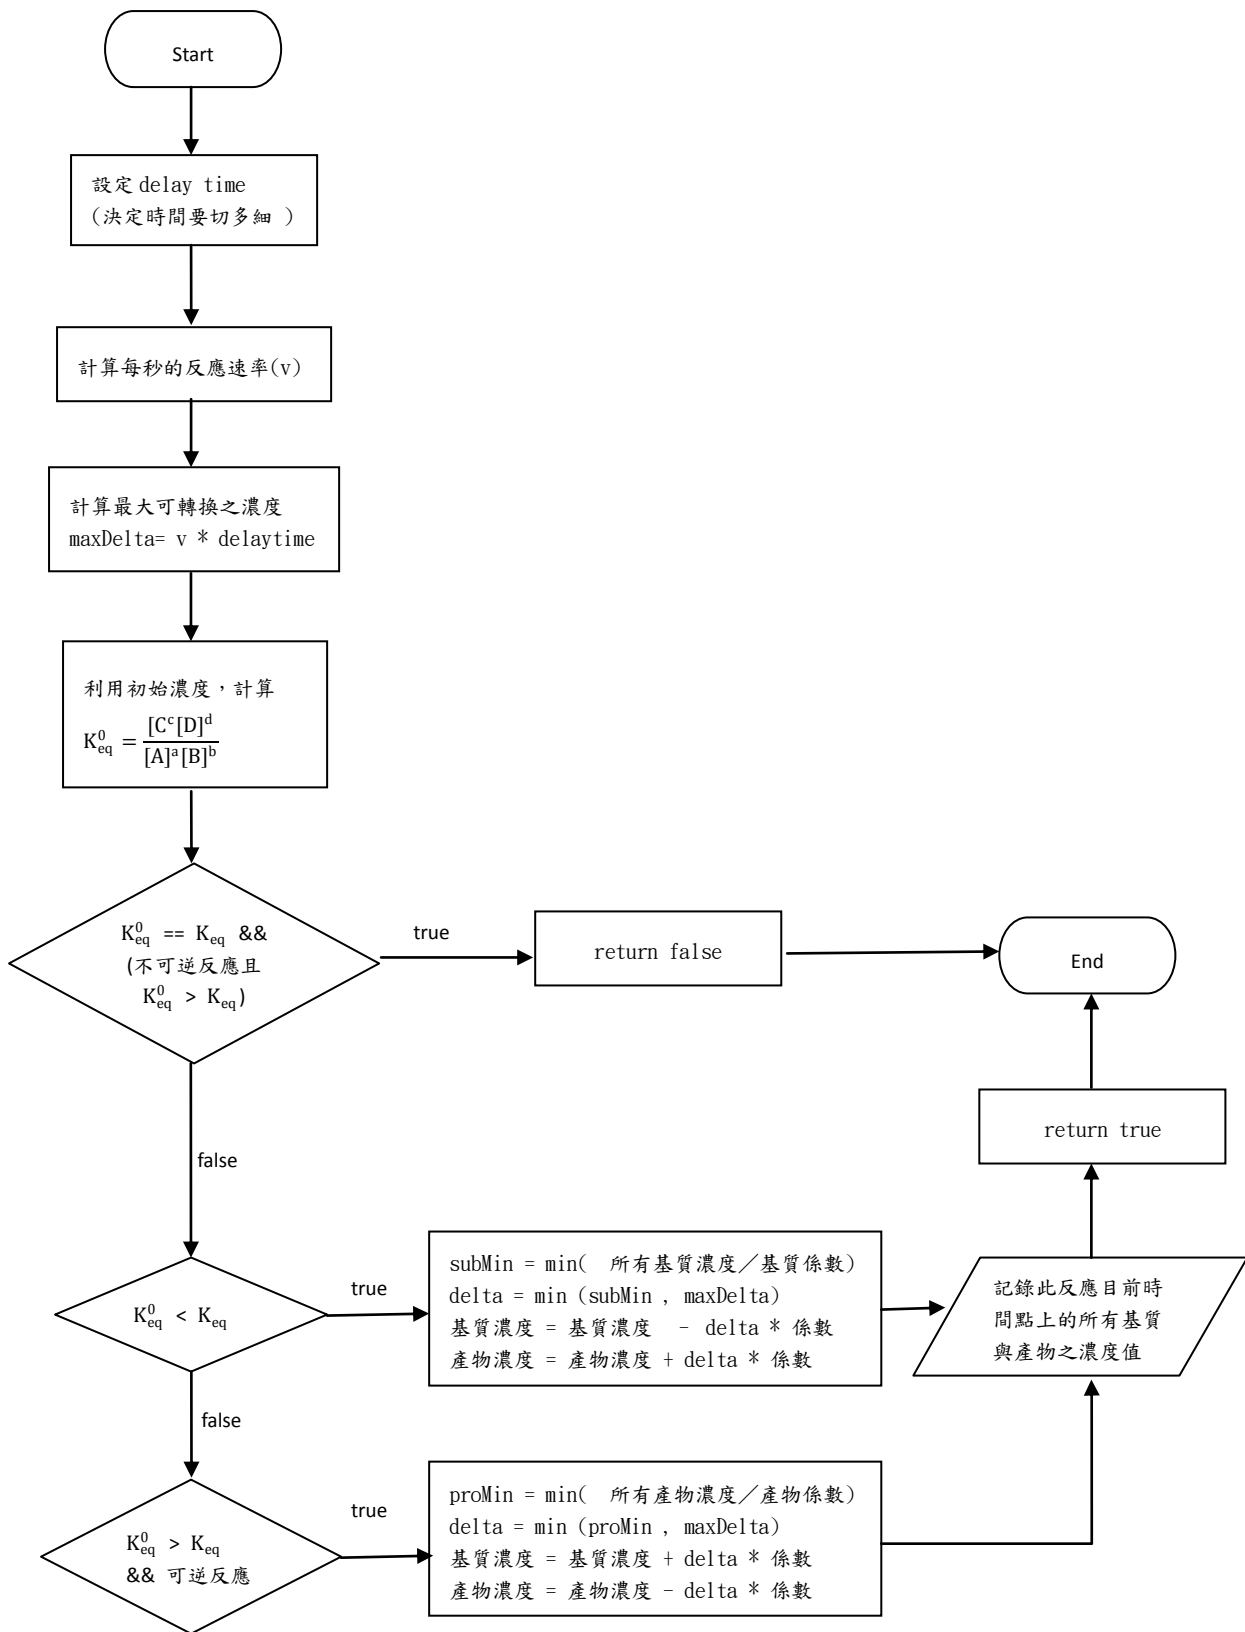 Start
設定 delay time
(決定時間要切多細 )
計算每秒的反應速率(v)
計算最大可轉換之濃度
maxDelta= v * delaytime
利用初始濃度，計算
K⁰eq = [Cᶜ[D]ᵈ / [A]ᵃ[B]ᵇ
K⁰eq == Keq &&
(不可逆反應且
K⁰eq > Keq)
true
return false
End
return true
false
K⁰eq < Keq
true
subMin = min( 所有基質濃度／基質係數)
delta = min (subMin , maxDelta)
基質濃度 = 基質濃度 - delta * 係數
產物濃度 = 產物濃度 + delta * 係數
記錄此反應目前時
間點上的所有基質
與產物之濃度值
false
K⁰eq > Keq
&& 可逆反應
true
proMin = min( 所有產物濃度／產物係數)
delta = min (proMin , maxDelta)
基質濃度 = 基質濃度 + delta * 係數
產物濃度 = 產物濃度 - delta * 係數